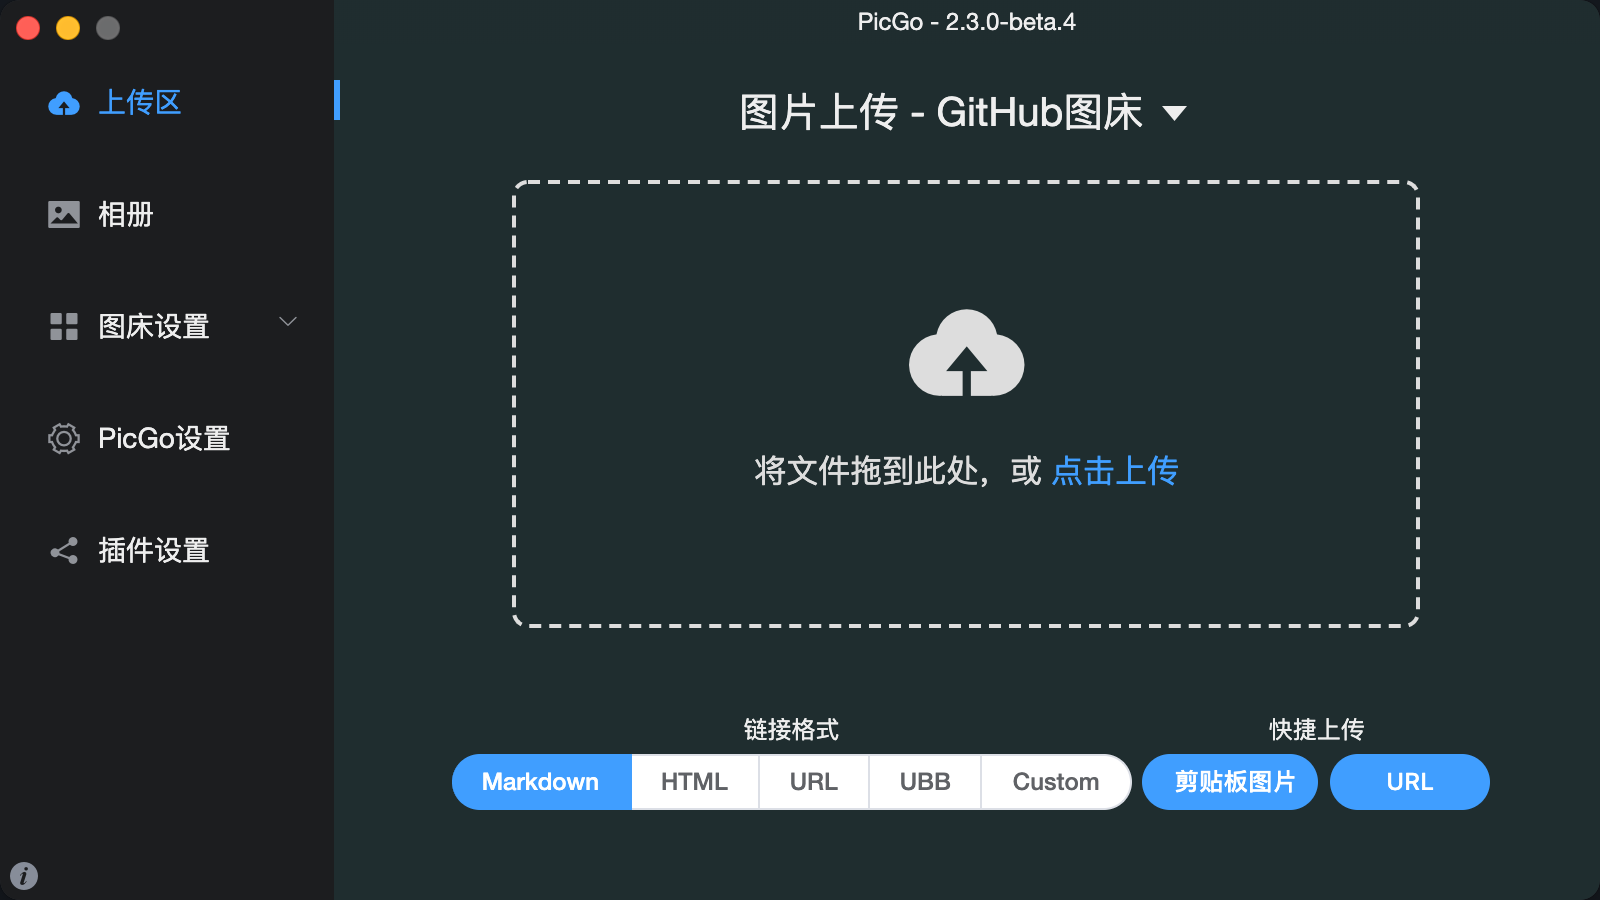 PicGo - 2.3.0-beta.4
上传区
相册
图床设置
PicGo设置
插件设置
图片上传 - GitHub图床
将文件拖到此处，或 点击上传
链接格式
Markdown
HTML
URL
UBB
Custom
快捷上传
剪贴板图片
URL
i